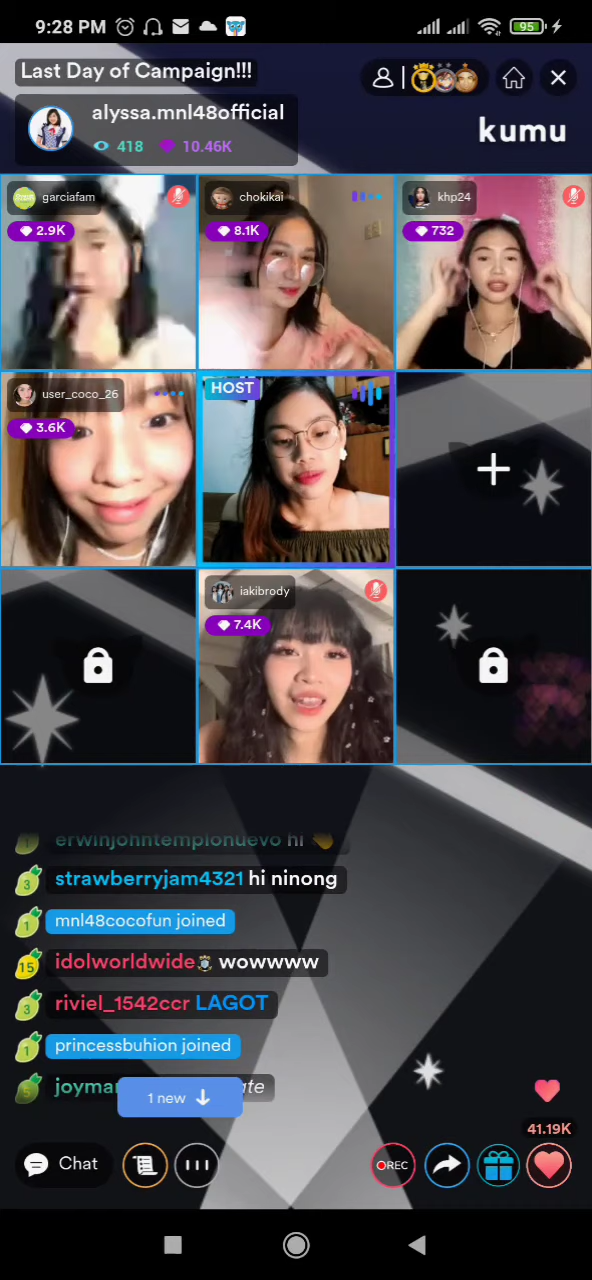 9:28 PM
95
Last Day of Campaign!!!
alyssa.mnl48official
418 10.46K
kumu
garciafam
2.9K
chokikai
8.1K
khp24
732
user_coco_26
3.6K
HOST
iakibrody
7.4K
1 erwinjohntemplonuevo hi
3 strawberryjam4321 hi ninong
1 mnl48cocofun joined
15 idolworldwide wowwww
3 riviel_1542ccr LAGOT
1 princessbuhion joined
5
1 new
41.19K
Chat
REC